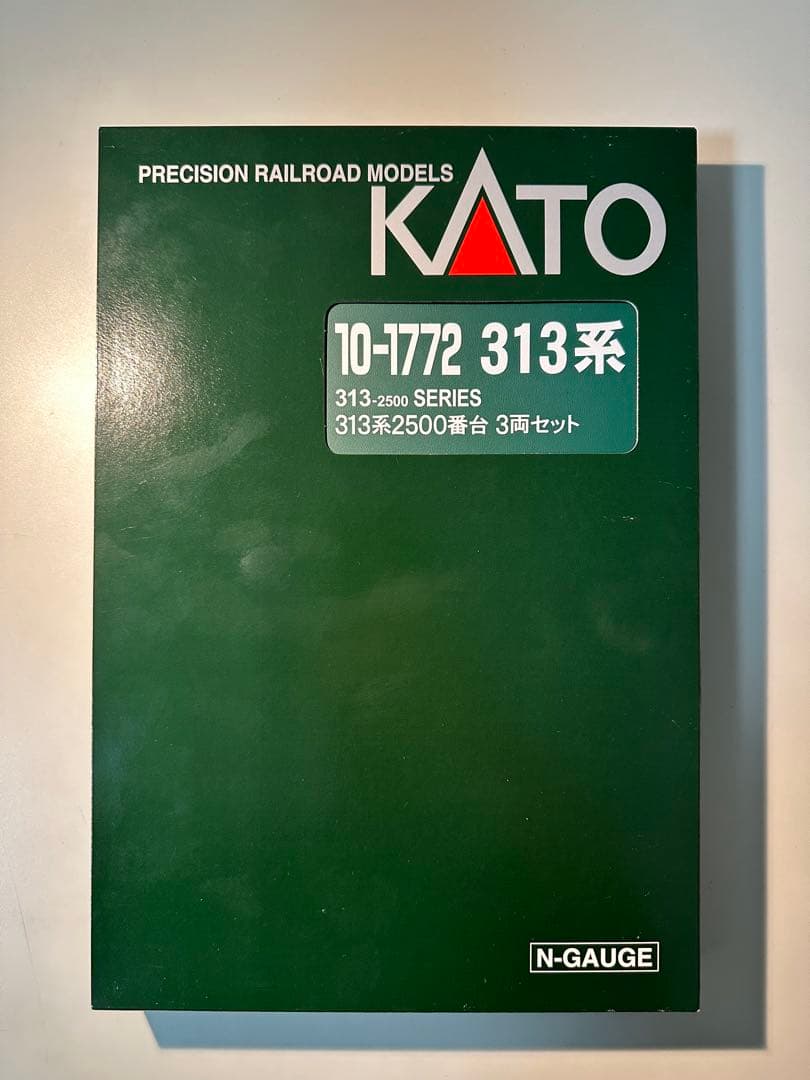 PRECISION RAILROAD MODELS
KATO
10-1772 313系
313-2500 SERIES
313系2500番台 3両セット
N-GAUGE